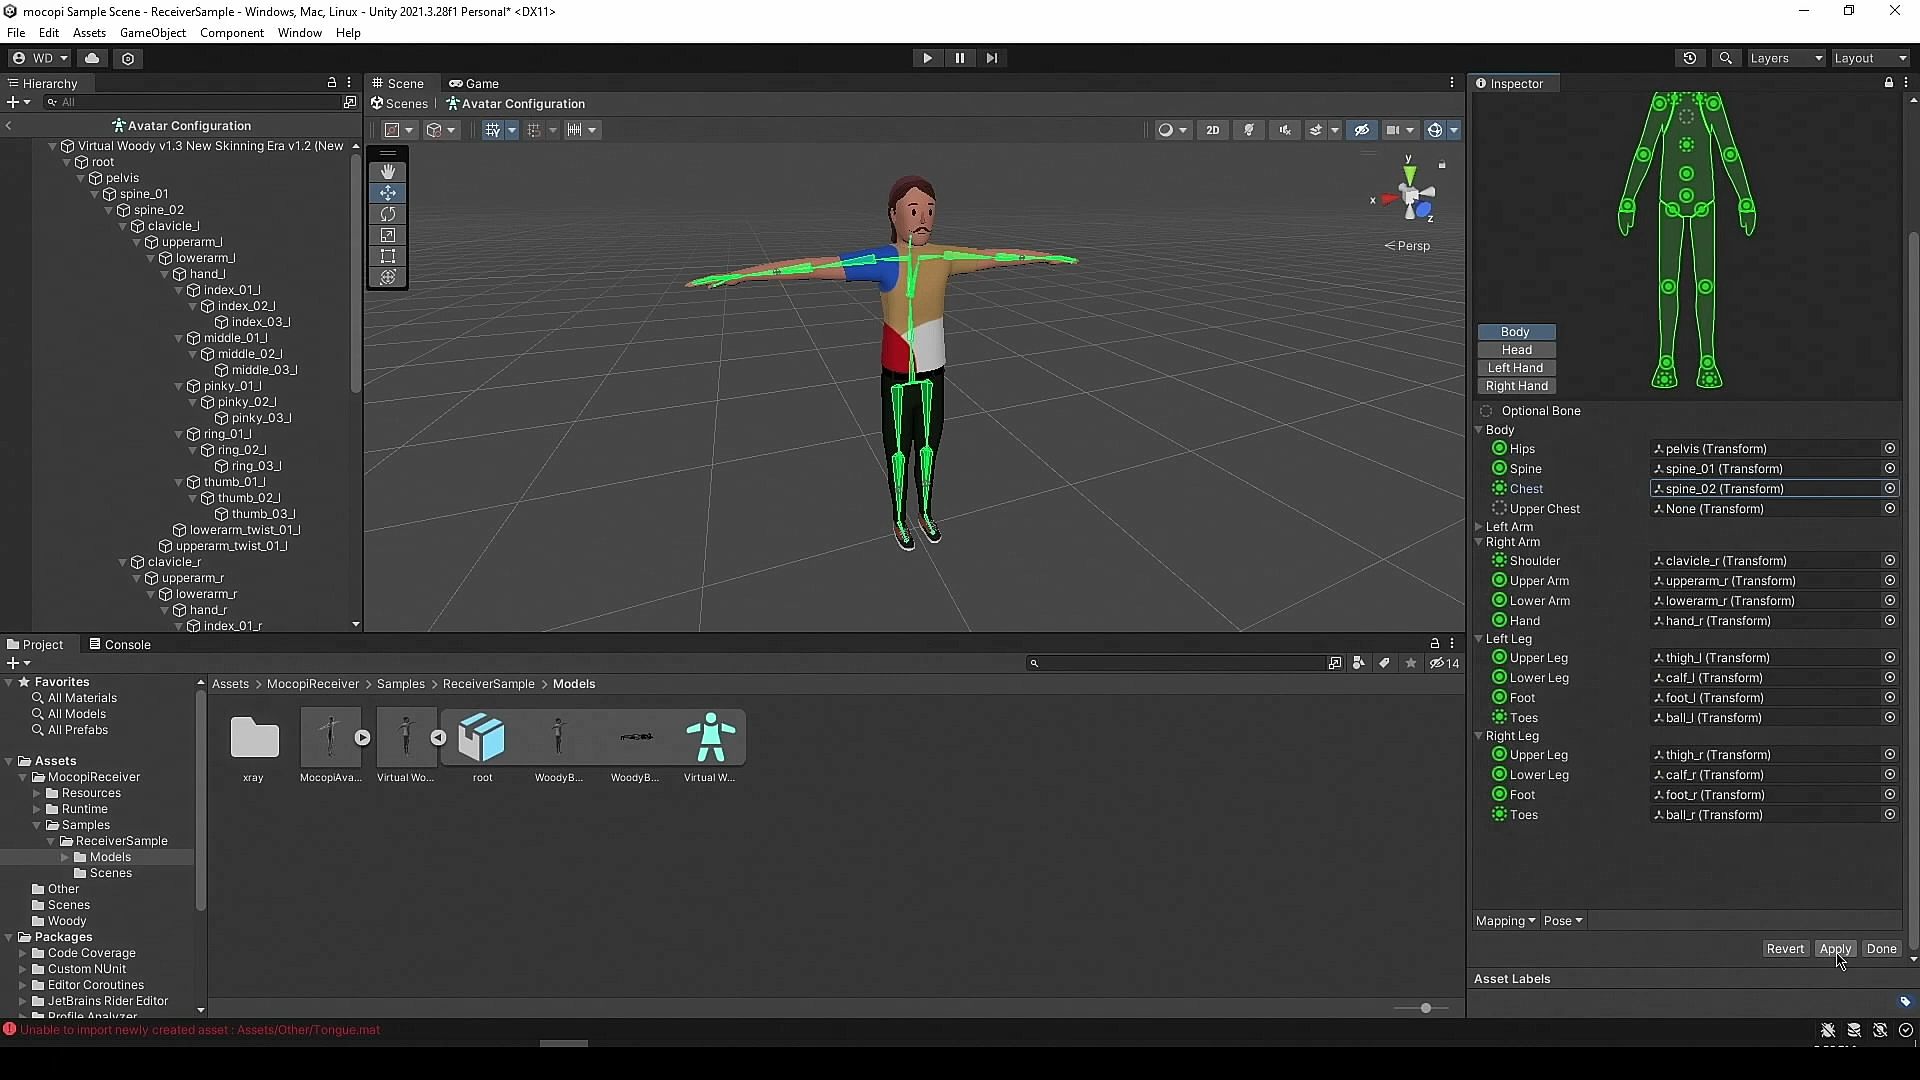 mocopi Sample Scene - ReceiverSample - Windows, Mac, Linux - Unity 2021.3.28f1 Personal* <DX11>
File Edit Assets GameObject Component Window Help
WD
Layers
Layout
Hierarchy
All
Avatar Configuration
Virtual Woody v1.3 New Skinning Era v1.2 (New
root
pelvis
spine_01
spine_02
clavicle_l
upperarm_l
lowerarm_l
hand_l
index_01_l
index_02_l
index_03_l
middle_01_l
middle_02_l
middle_03_l
pinky_01_l
pinky_02_l
pinky_03_l
ring_01_l
ring_02_l
ring_03_l
thumb_01_l
thumb_02_l
thumb_03_l
lowerarm_twist_01_l
upperarm_twist_01_l
clavicle_r
upperarm_r
lowerarm_r
hand_r
index_01_r
Scene Game
Scenes Avatar Configuration
2D
y
x
z
Persp
Inspector
Body
Head
Left Hand
Right Hand
Optional Bone
Body
Hips pelvis (Transform)
Spine spine_01 (Transform)
Chest spine_02 (Transform)
Upper Chest None (Transform)
Left Arm
Right Arm
Shoulder clavicle_r (Transform)
Upper Arm upperarm_r (Transform)
Lower Arm lowerarm_r (Transform)
Hand hand_r (Transform)
Left Leg
Upper Leg thigh_l (Transform)
Lower Leg calf_l (Transform)
Foot foot_l (Transform)
Toes ball_l (Transform)
Right Leg
Upper Leg thigh_r (Transform)
Lower Leg calf_r (Transform)
Foot foot_r (Transform)
Toes ball_r (Transform)
Mapping Pose
Revert Apply Done
Asset Labels
Project Console
14
Favorites
All Materials
All Models
All Prefabs
Assets
MocopiReceiver
Resources
Runtime
Samples
ReceiverSample
Models
Scenes
Other
Scenes
Woody
Packages
Code Coverage
Custom NUnit
Editor Coroutines
JetBrains Rider Editor
Profile Analyzer
Assets > MocopiReceiver > Samples > ReceiverSample > Models
xray
MocopiAva...
Virtual Wo...
root
WoodyB...
WoodyB...
Virtual W...
Unable to import newly created asset : Assets/Other/Tongue.mat